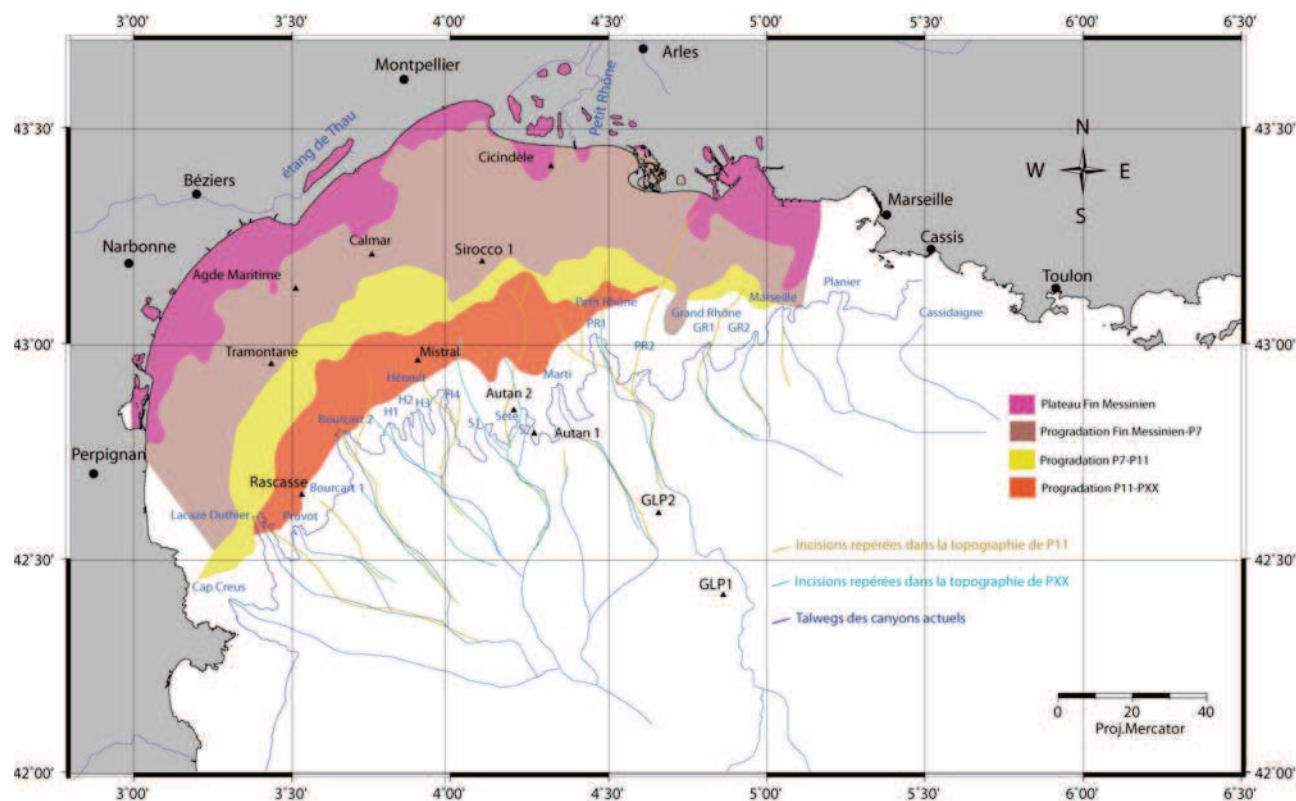 3°00' 3°30' 4°00' 4°30' 5°00' 5°30' 6°00' 6°30'
Arles
Montpellier
Petit Rhône
43°30' 43°30'
étang de Thau
Cicindèle
N
W E
S
Béziers
Marseille
Narbonne
Calmar
Sirocco 1
Cassis
Agde Maritime
Toulon
Planier
Marseille
Petit Rhône
Cassidaigne
Grand Rhône
PR1
GR1 GR2
43°00' 43°00'
Tramontane
Mistral
PR2
Hérault
Marti
H2
H3
H4
Autan 2
H1
Bourcart 2
S1
Sète
S2
Autan 1
Perpignan
Rascasse
Bourcart 1
GLP2
Lacaze Duthier
Pruvot
Plateau Fin Messinien
Progradation Fin Messinien-P7
Progradation P7-P11
Progradation P11-PXX
42°30' 42°30'
Incisions repérées dans la topographie de P11
Cap Creus
GLP1
Incisions repérées dans la topographie de PXX
Talwegs des canyons actuels
0 20 40
Proj.Mercator
42°00' 42°00'
3°00' 3°30' 4°00' 4°30' 5°00' 5°30' 6°00' 6°30'